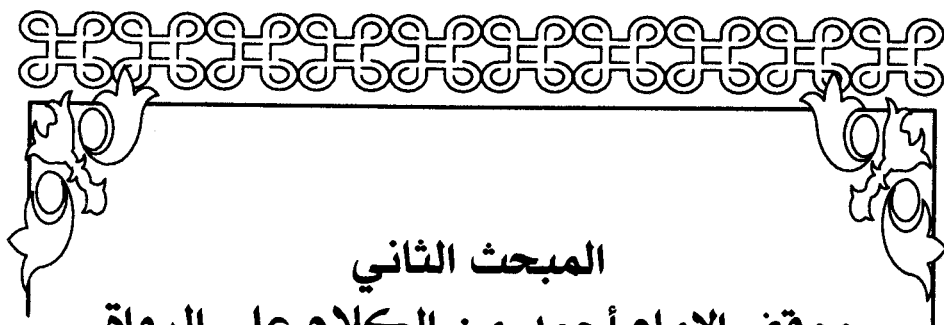 المبحث الثاني
موقف الإمام أحمد من الكلام على الرواة